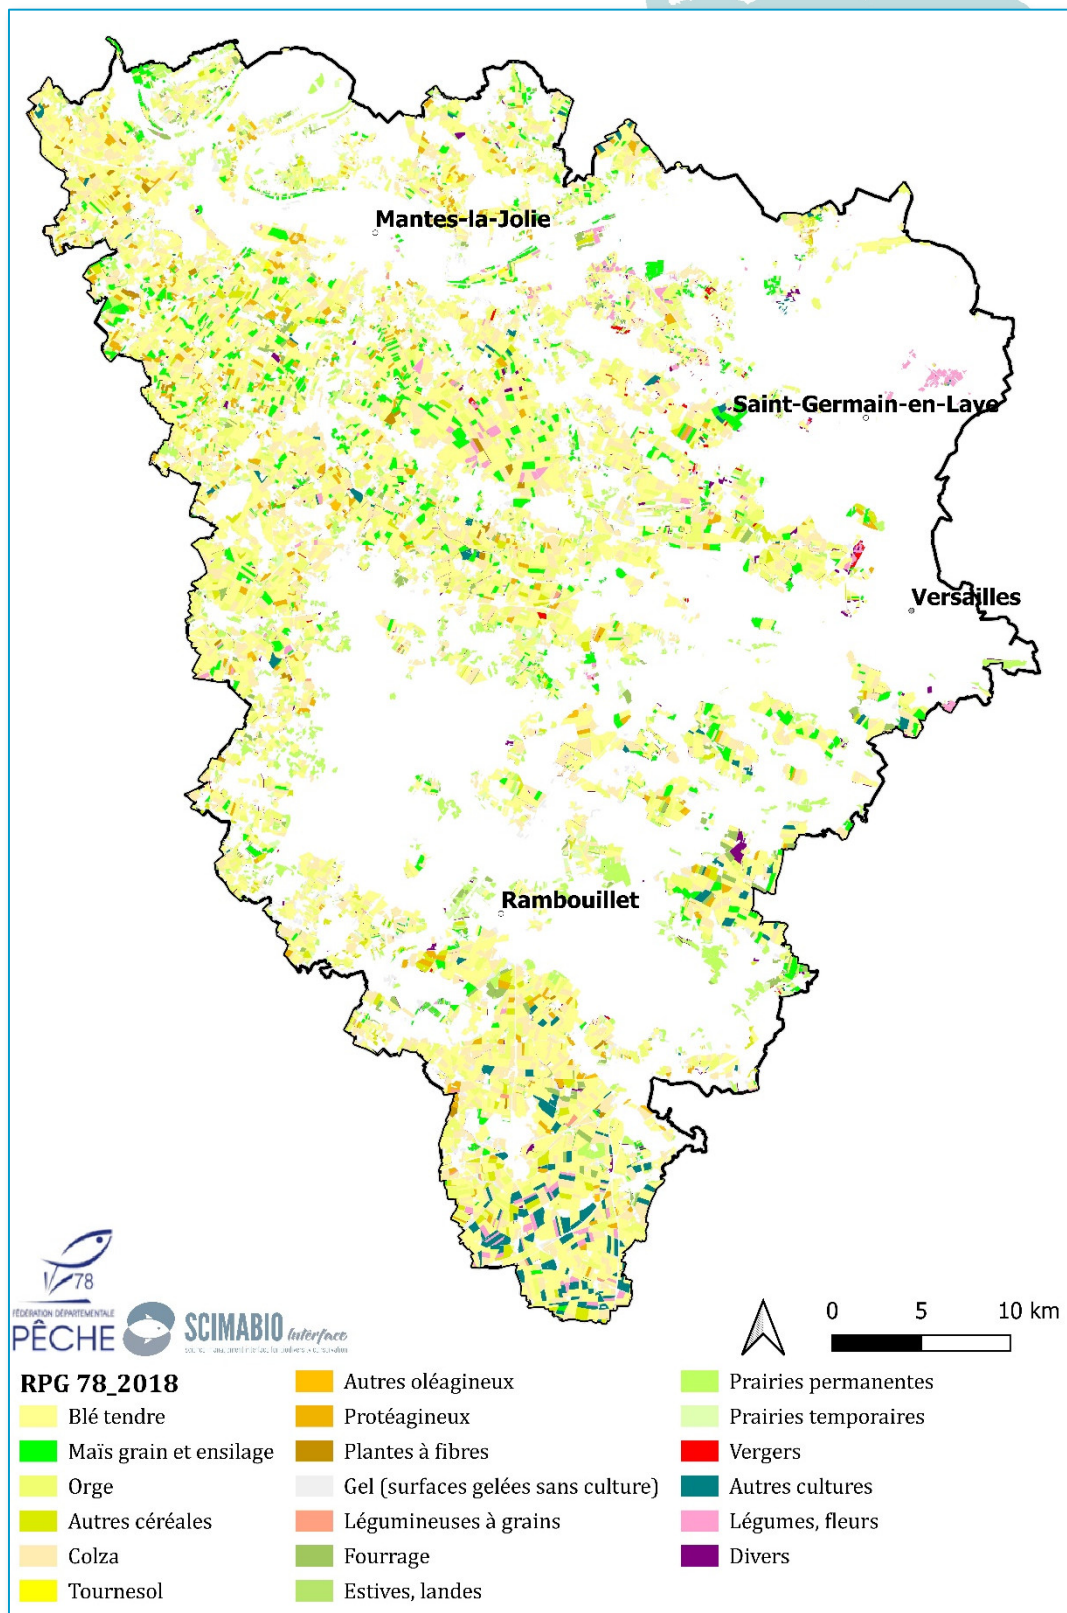 Mantes-la-Jolie
Saint-Germain-en-Laye
Versailles
Rambouillet
78
FÉDÉRATION DÉPARTEMENTALE
PÊCHE
SCIMABIO Interface
0 5 10 km
RPG 78_2018
Blé tendre
Maïs grain et ensilage
Orge
Autres céréales
Colza
Tournesol
Autres oléagineux
Protéagineux
Plantes à fibres
Gel (surfaces gelées sans culture)
Légumineuses à grains
Fourrage
Estives, landes
Prairies permanentes
Prairies temporaires
Vergers
Autres cultures
Légumes, fleurs
Divers